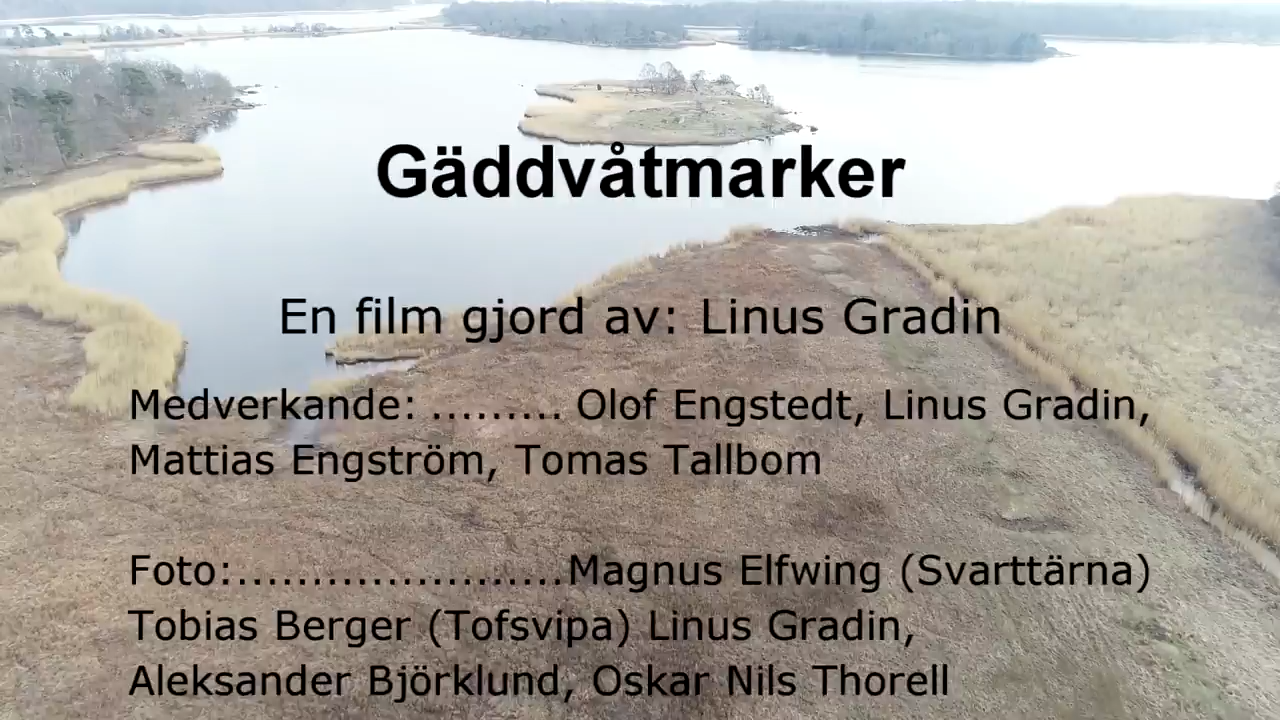 Gäddvåtmarker
En film gjord av: Linus Gradin
Medverkande: ......... Olof Engstedt, Linus Gradin,
Mattias Engström, Tomas Tallbom
Foto:......................Magnus Elfwing (Svarttärna)
Tobias Berger (Tofsvipa) Linus Gradin,
Aleksander Björklund, Oskar Nils Thorell